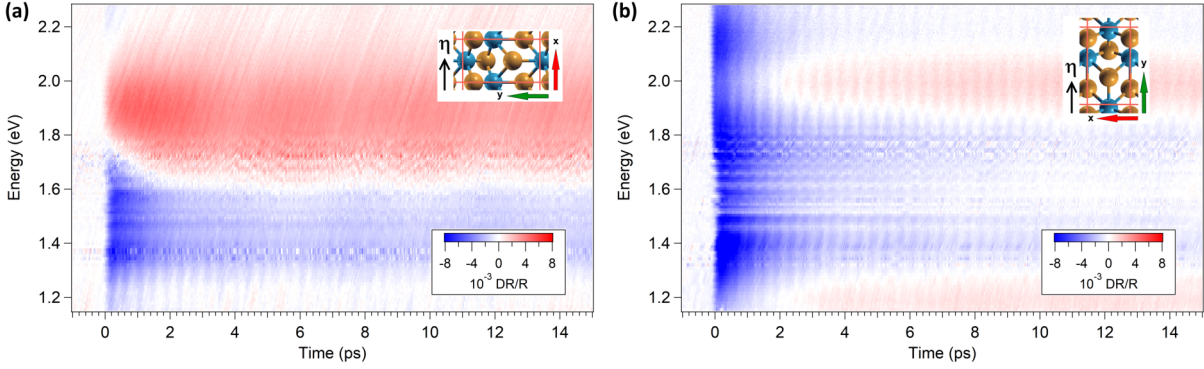 (a)
2.2
2.0
1.8
1.6
1.4
1.2
Energy (eV)
η
x
y
-8 -4 0 4 8
10⁻³ DR/R
0 2 4 6 8 10 12 14
Time (ps)
(b)
2.2
2.0
1.8
1.6
1.4
1.2
Energy (eV)
η
y
x
-8 -4 0 4 8
10⁻³ DR/R
0 2 4 6 8 10 12 14
Time (ps)